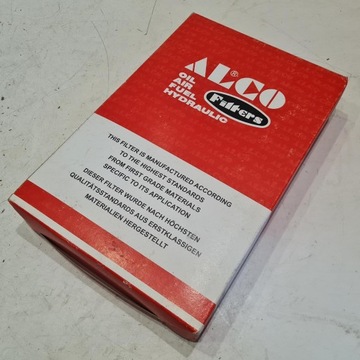 ALCO®
OIL
AIR
FUEL
HYDRAULIC
Filters
THIS FILTER IS MANUFACTURED ACCORDING
TO THE HIGHEST STANDARDS
FROM FIRST GRADE MATERIALS
SPECIFIC TO ITS APPLICATION
DIESER FILTER WURDE NACH HÖCHSTEN
QUALITÄTSSTANDARDS AUS ERSTKLASSIGEN
MATERIALIEN HERGESTELLT